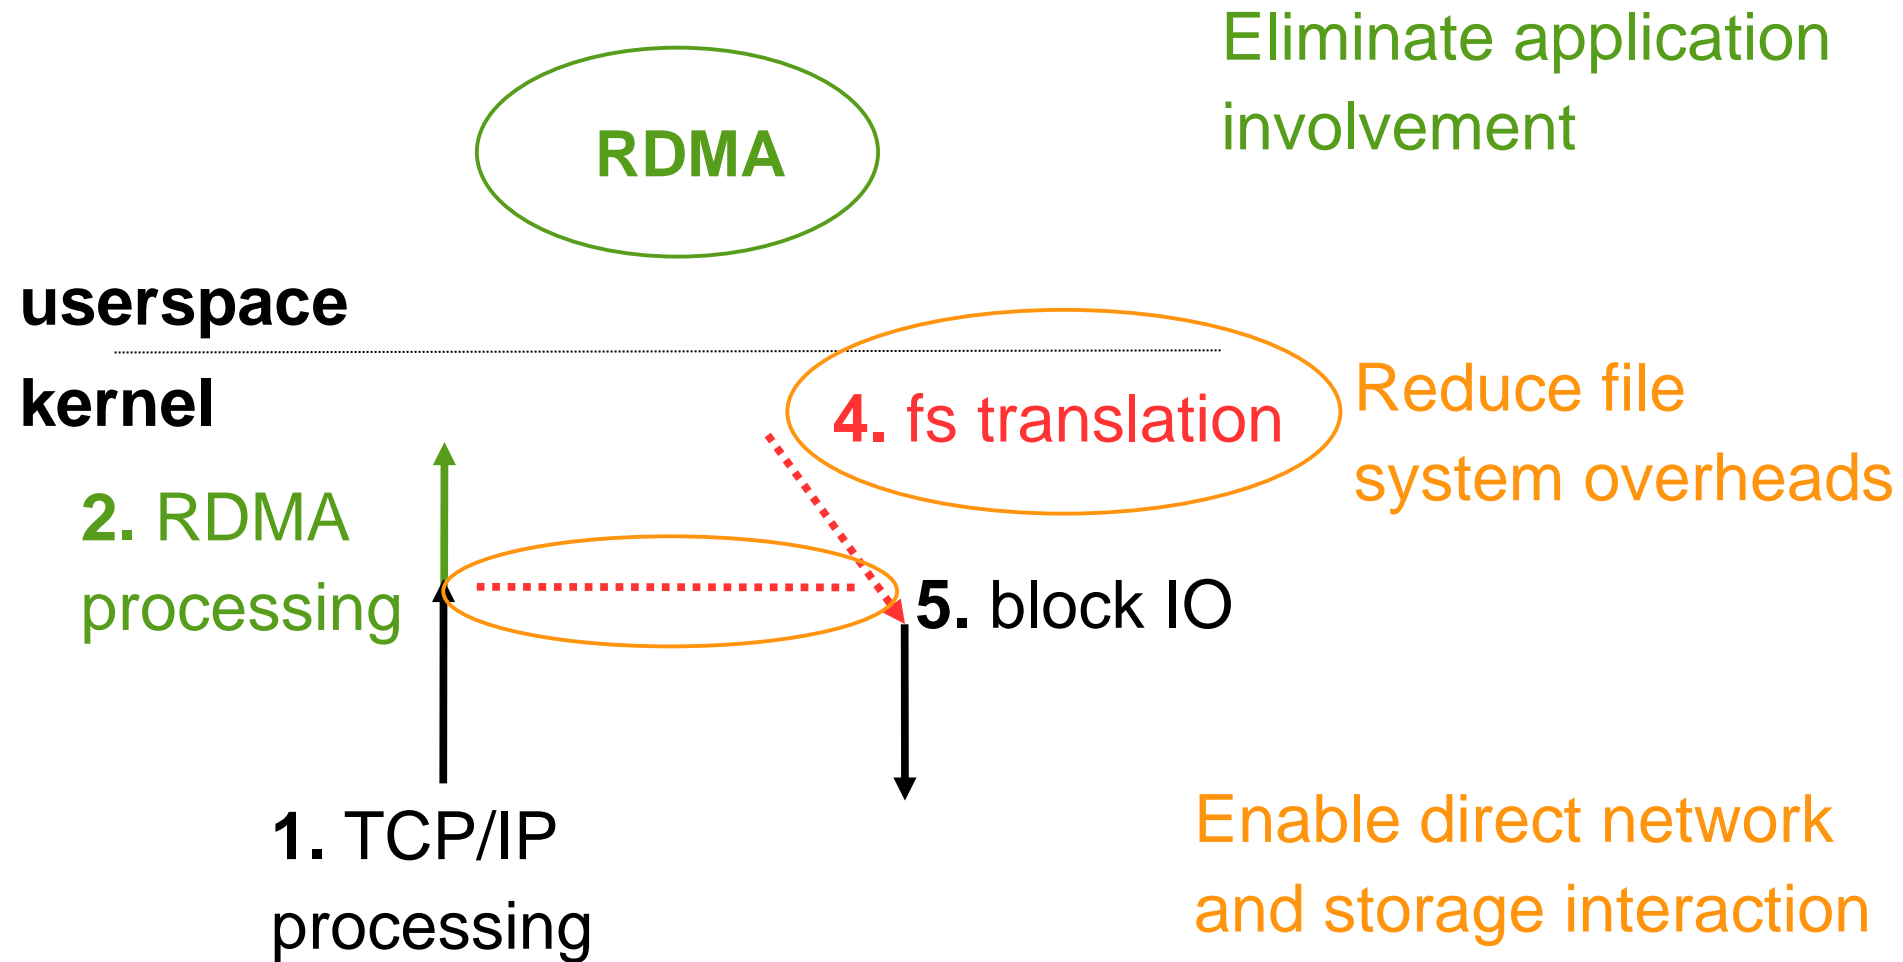 Eliminate application
involvement
RDMA
userspace
kernel
4. fs translation
Reduce file
system overheads
2. RDMA
processing
5. block IO
1. TCP/IP
processing
Enable direct network
and storage interaction